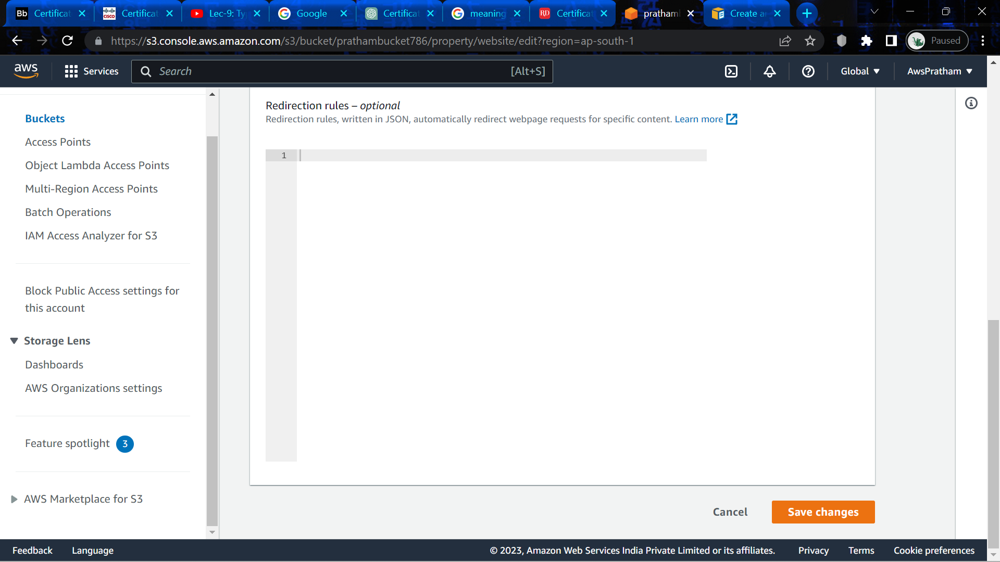 Bb Certificat
CISCO Certificat
Lec-9: Ty
Google
Certificat
meaning
RD Certificat
pratham
Create a
https://s3.console.aws.amazon.com/s3/bucket/prathambucket786/property/website/edit?region=ap-south-1
Paused
aws
Services
Search
[Alt+S]
Global
AwsPratham
Buckets
Access Points
Object Lambda Access Points
Multi-Region Access Points
Batch Operations
IAM Access Analyzer for S3
Block Public Access settings for
this account
Storage Lens
Dashboards
AWS Organizations settings
Feature spotlight 3
AWS Marketplace for S3
Redirection rules – optional
Redirection rules, written in JSON, automatically redirect webpage requests for specific content. Learn more
1
Cancel
Save changes
Feedback
Language
© 2023, Amazon Web Services India Private Limited or its affiliates.
Privacy
Terms
Cookie preferences